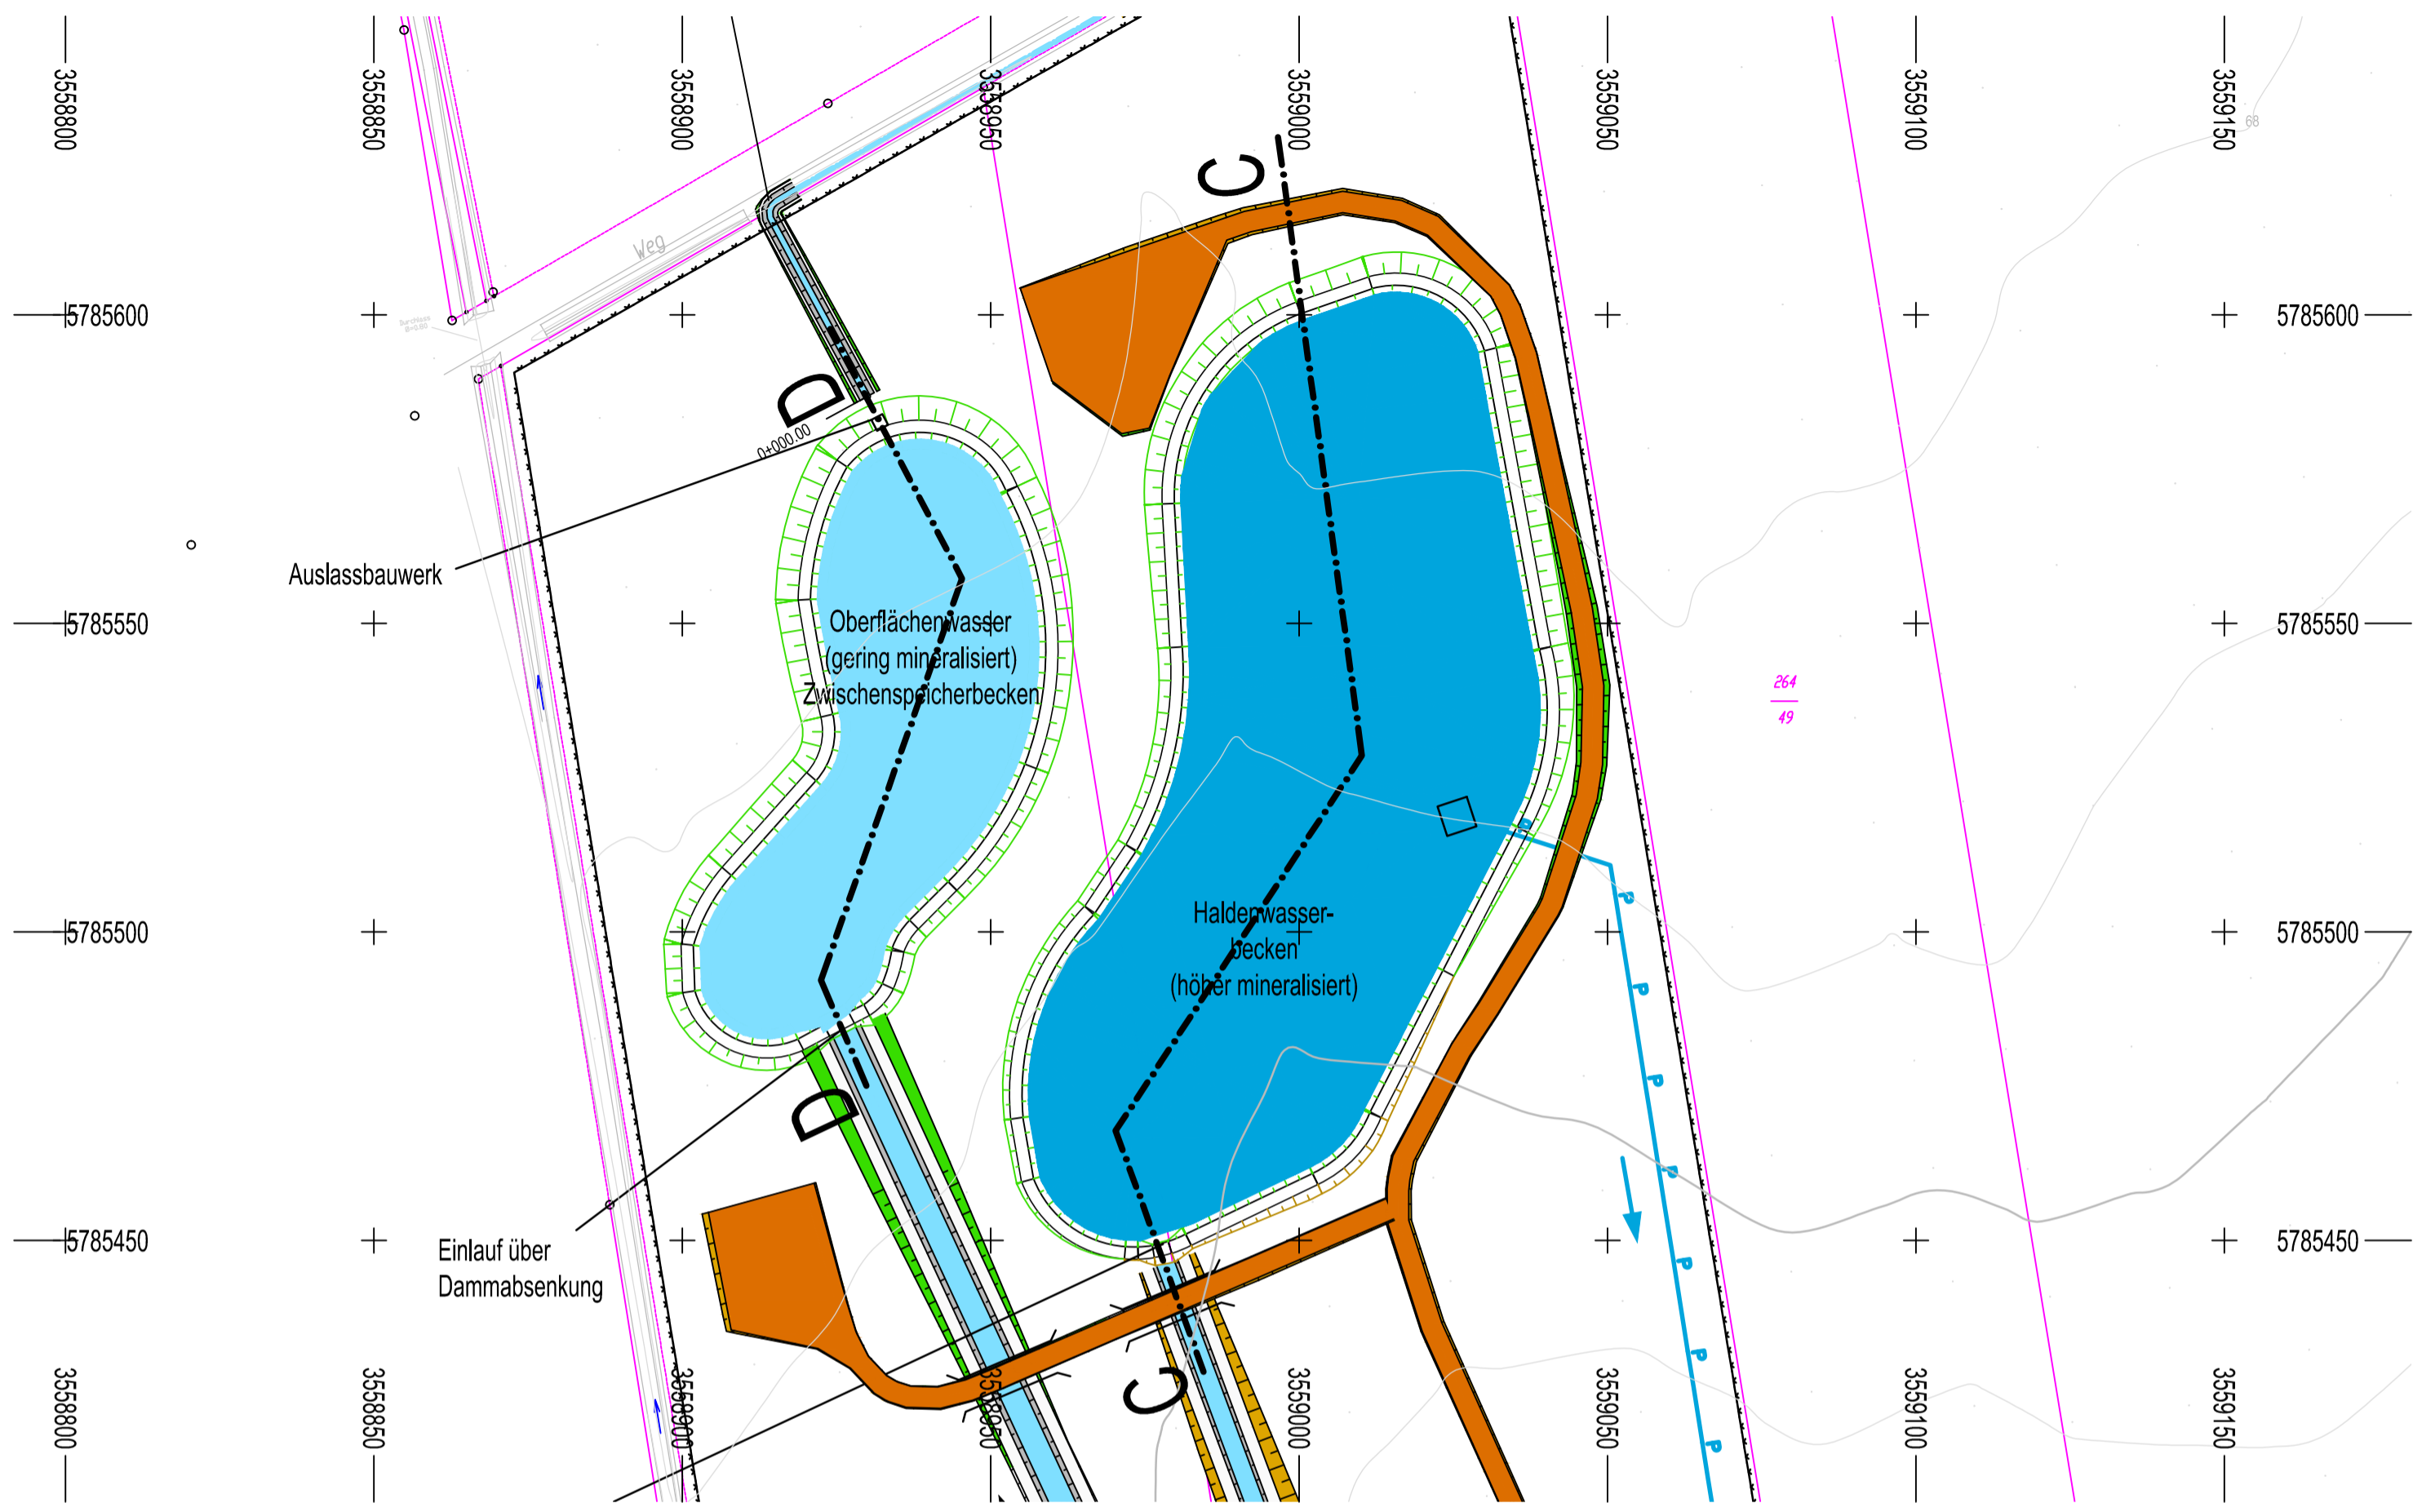 3558800
3558850
3558900
3558950
3559000
3559050
3559100
3559150
68
C
Weg
5785600
5785600
D
0+000.00
Auslassbauwerk
5785550
5785550
Oberflächenwasser
(gering mineralisiert)
Zwischenspeicherbecken
264
49
P
P
Haldenwasser-
becken
(höher mineralisiert)
5785500
5785500
P
P
D
P
Einlauf über
Dammabsenkung
5785450
5785450
P
P
C
P
3558800
3558850
3558900
3558950
3559000
3559050
3559100
3559150